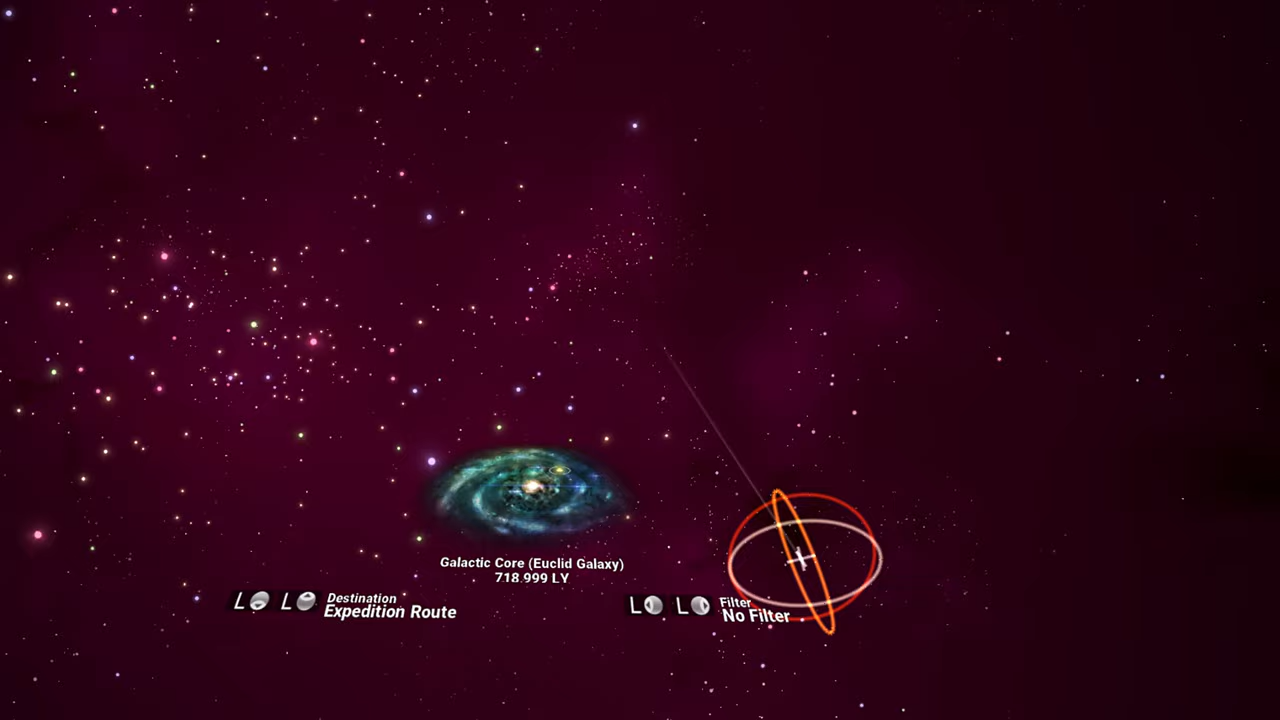 Galactic Core (Euclid Galaxy)
718.999 LY
L L Destination
Expedition Route
L L Filter
No Filter